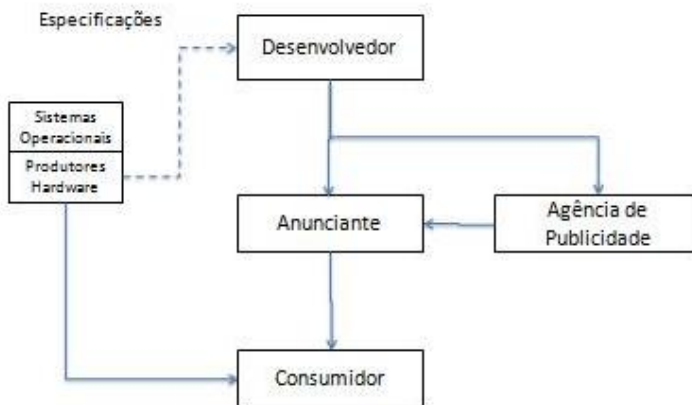 Especificações
Desenvolvedor
Sistemas
Operacionais
Produtores
Hardware
Anunciante
Agência de
Publicidade
Consumidor